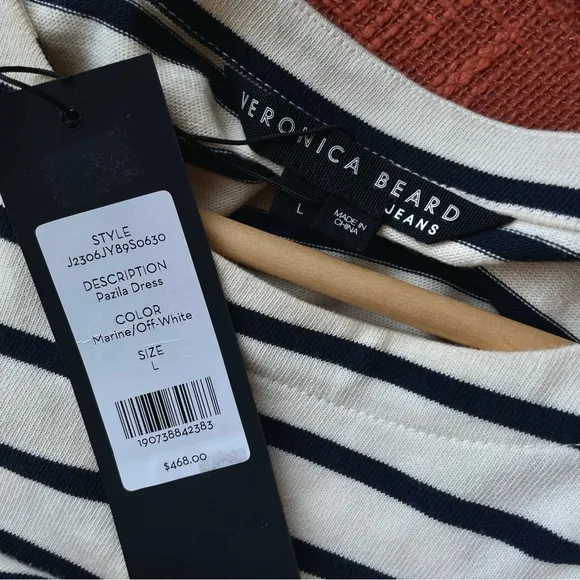 STYLE
J2306JY89S0630
DESCRIPTION
Pazila Dress
COLOR
Marine/Off-White
SIZE
L
190738842383
$468.00
VERONICA BEARD
JEANS
L
MADE IN
CHINA